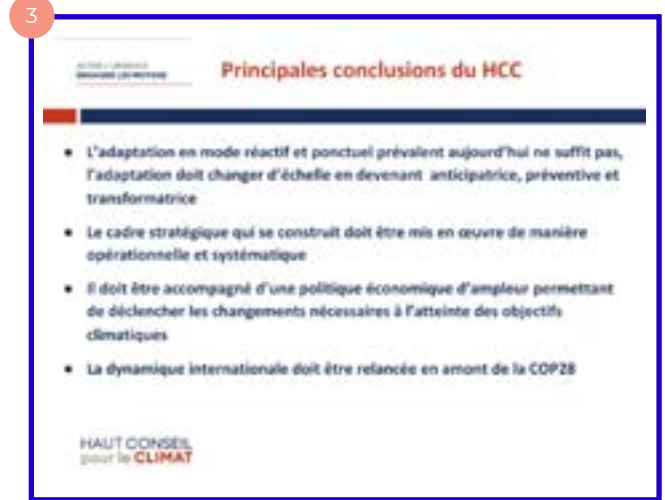 3
Principales conclusions du HCC
• L'adaptation en mode réactif et ponctuel prévalent aujourd'hui ne suffit pas,
l'adaptation doit changer d'échelle en devenant anticipatrice, préventive et
transformatrice
• Le cadre stratégique qui se construit doit être mis en œuvre de manière
opérationnelle et systématique
• Il doit être accompagné d'une politique économique d'ampleur permettant
de déclencher les changements nécessaires à l'atteinte des objectifs
climatiques
• La dynamique internationale doit être relancée en amont de la COP28
HAUT CONSEIL
pour le CLIMAT